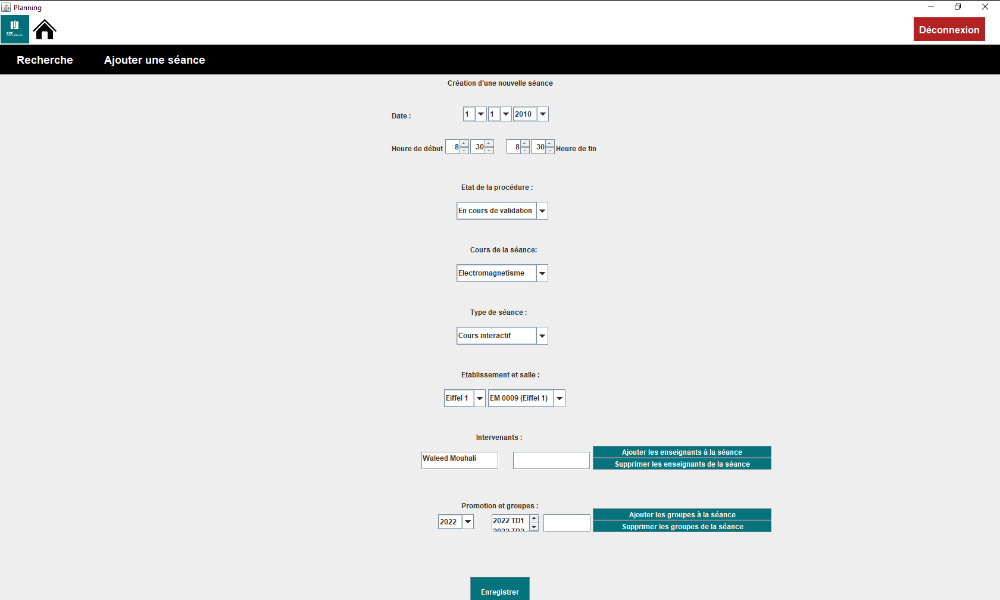 Planning
ECE
Déconnexion
Recherche Ajouter une séance
Création d'une nouvelle séance
Date : 1 1 2010
Heure de début 8 30 8 30 Heure de fin
Etat de la procédure :
En cours de validation
Cours de la séance:
Electromagnetisme
Type de séance :
Cours interactif
Etablissement et salle :
Eiffel 1 EM 0009 (Eiffel 1)
Intervenants :
Waleed Mouhali
Ajouter les enseignants à la séance
Supprimer les enseignants de la séance
Promotion et groupes :
2022
2022 TD1
2022 TD2
Ajouter les groupes à la séance
Supprimer les groupes de la séance
Enregistrer